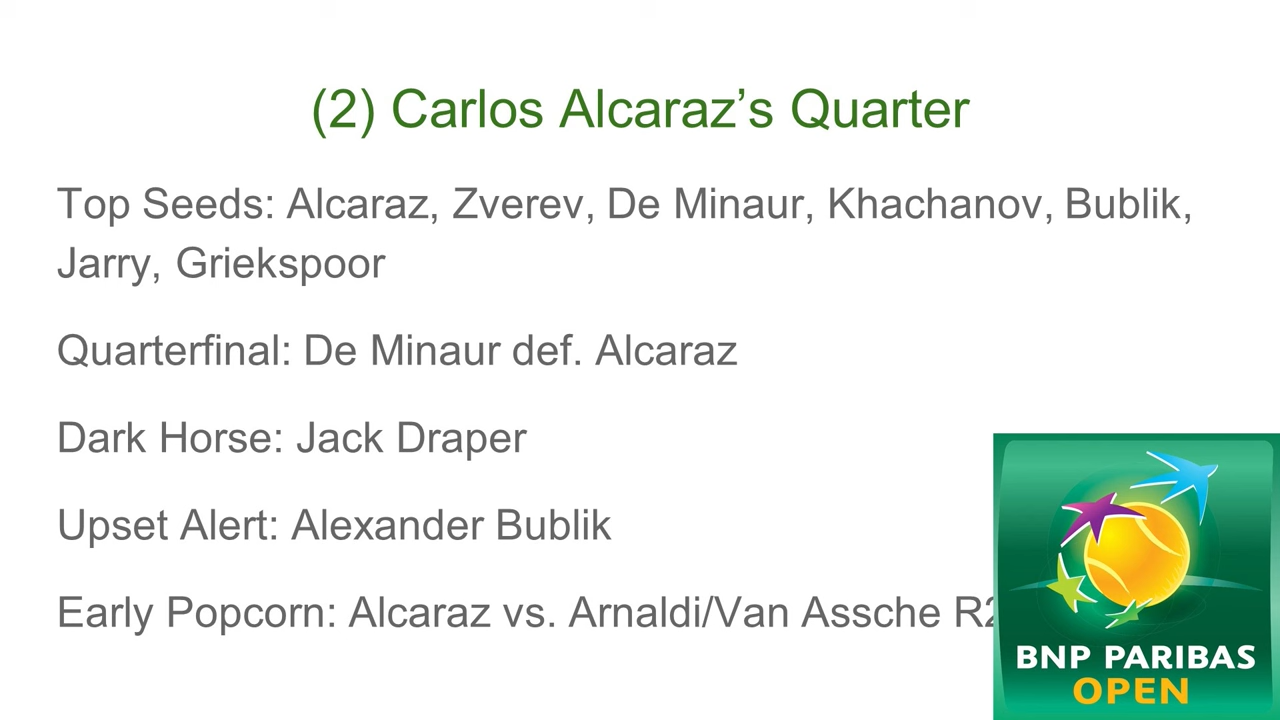 (2) Carlos Alcaraz’s Quarter
Top Seeds: Alcaraz, Zverev, De Minaur, Khachanov, Bublik,
Jarry, Griekspoor
Quarterfinal: De Minaur def. Alcaraz
Dark Horse: Jack Draper
Upset Alert: Alexander Bublik
Early Popcorn: Alcaraz vs. Arnaldi/Van Assche R2
BNP PARIBAS
OPEN